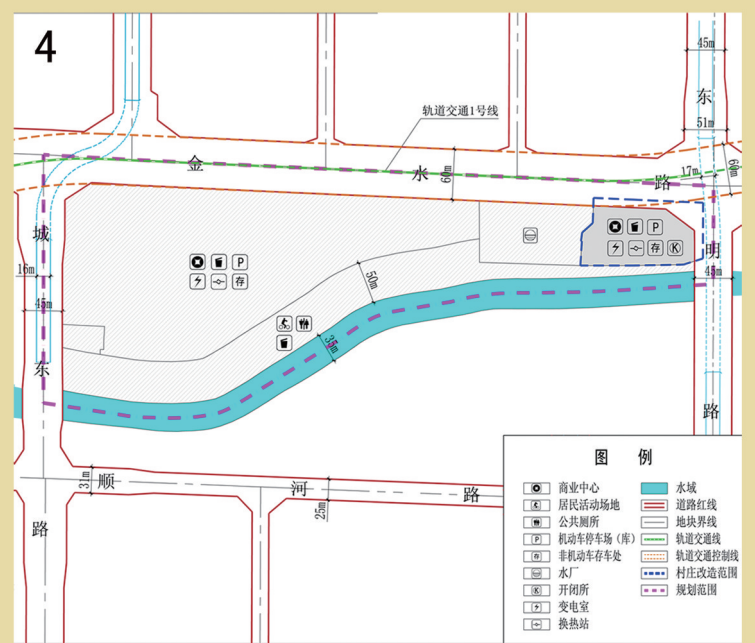 4
45m
东
51m
轨道交通1号线
金
水
路
60m
17m
60m
城
16m
45m
东
路
P
存
P
存
K
明
45m
路
50m
35m
顺
河
路
31m
25m
图 例
商业中心
水域
居民活动场地
道路红线
公共厕所
地块界线
P 机动车停车场（库）
轨道交通线
存 非机动车存车处
轨道交通控制线
水厂
村庄改造范围
K 开闭所
规划范围
变电室
换热站